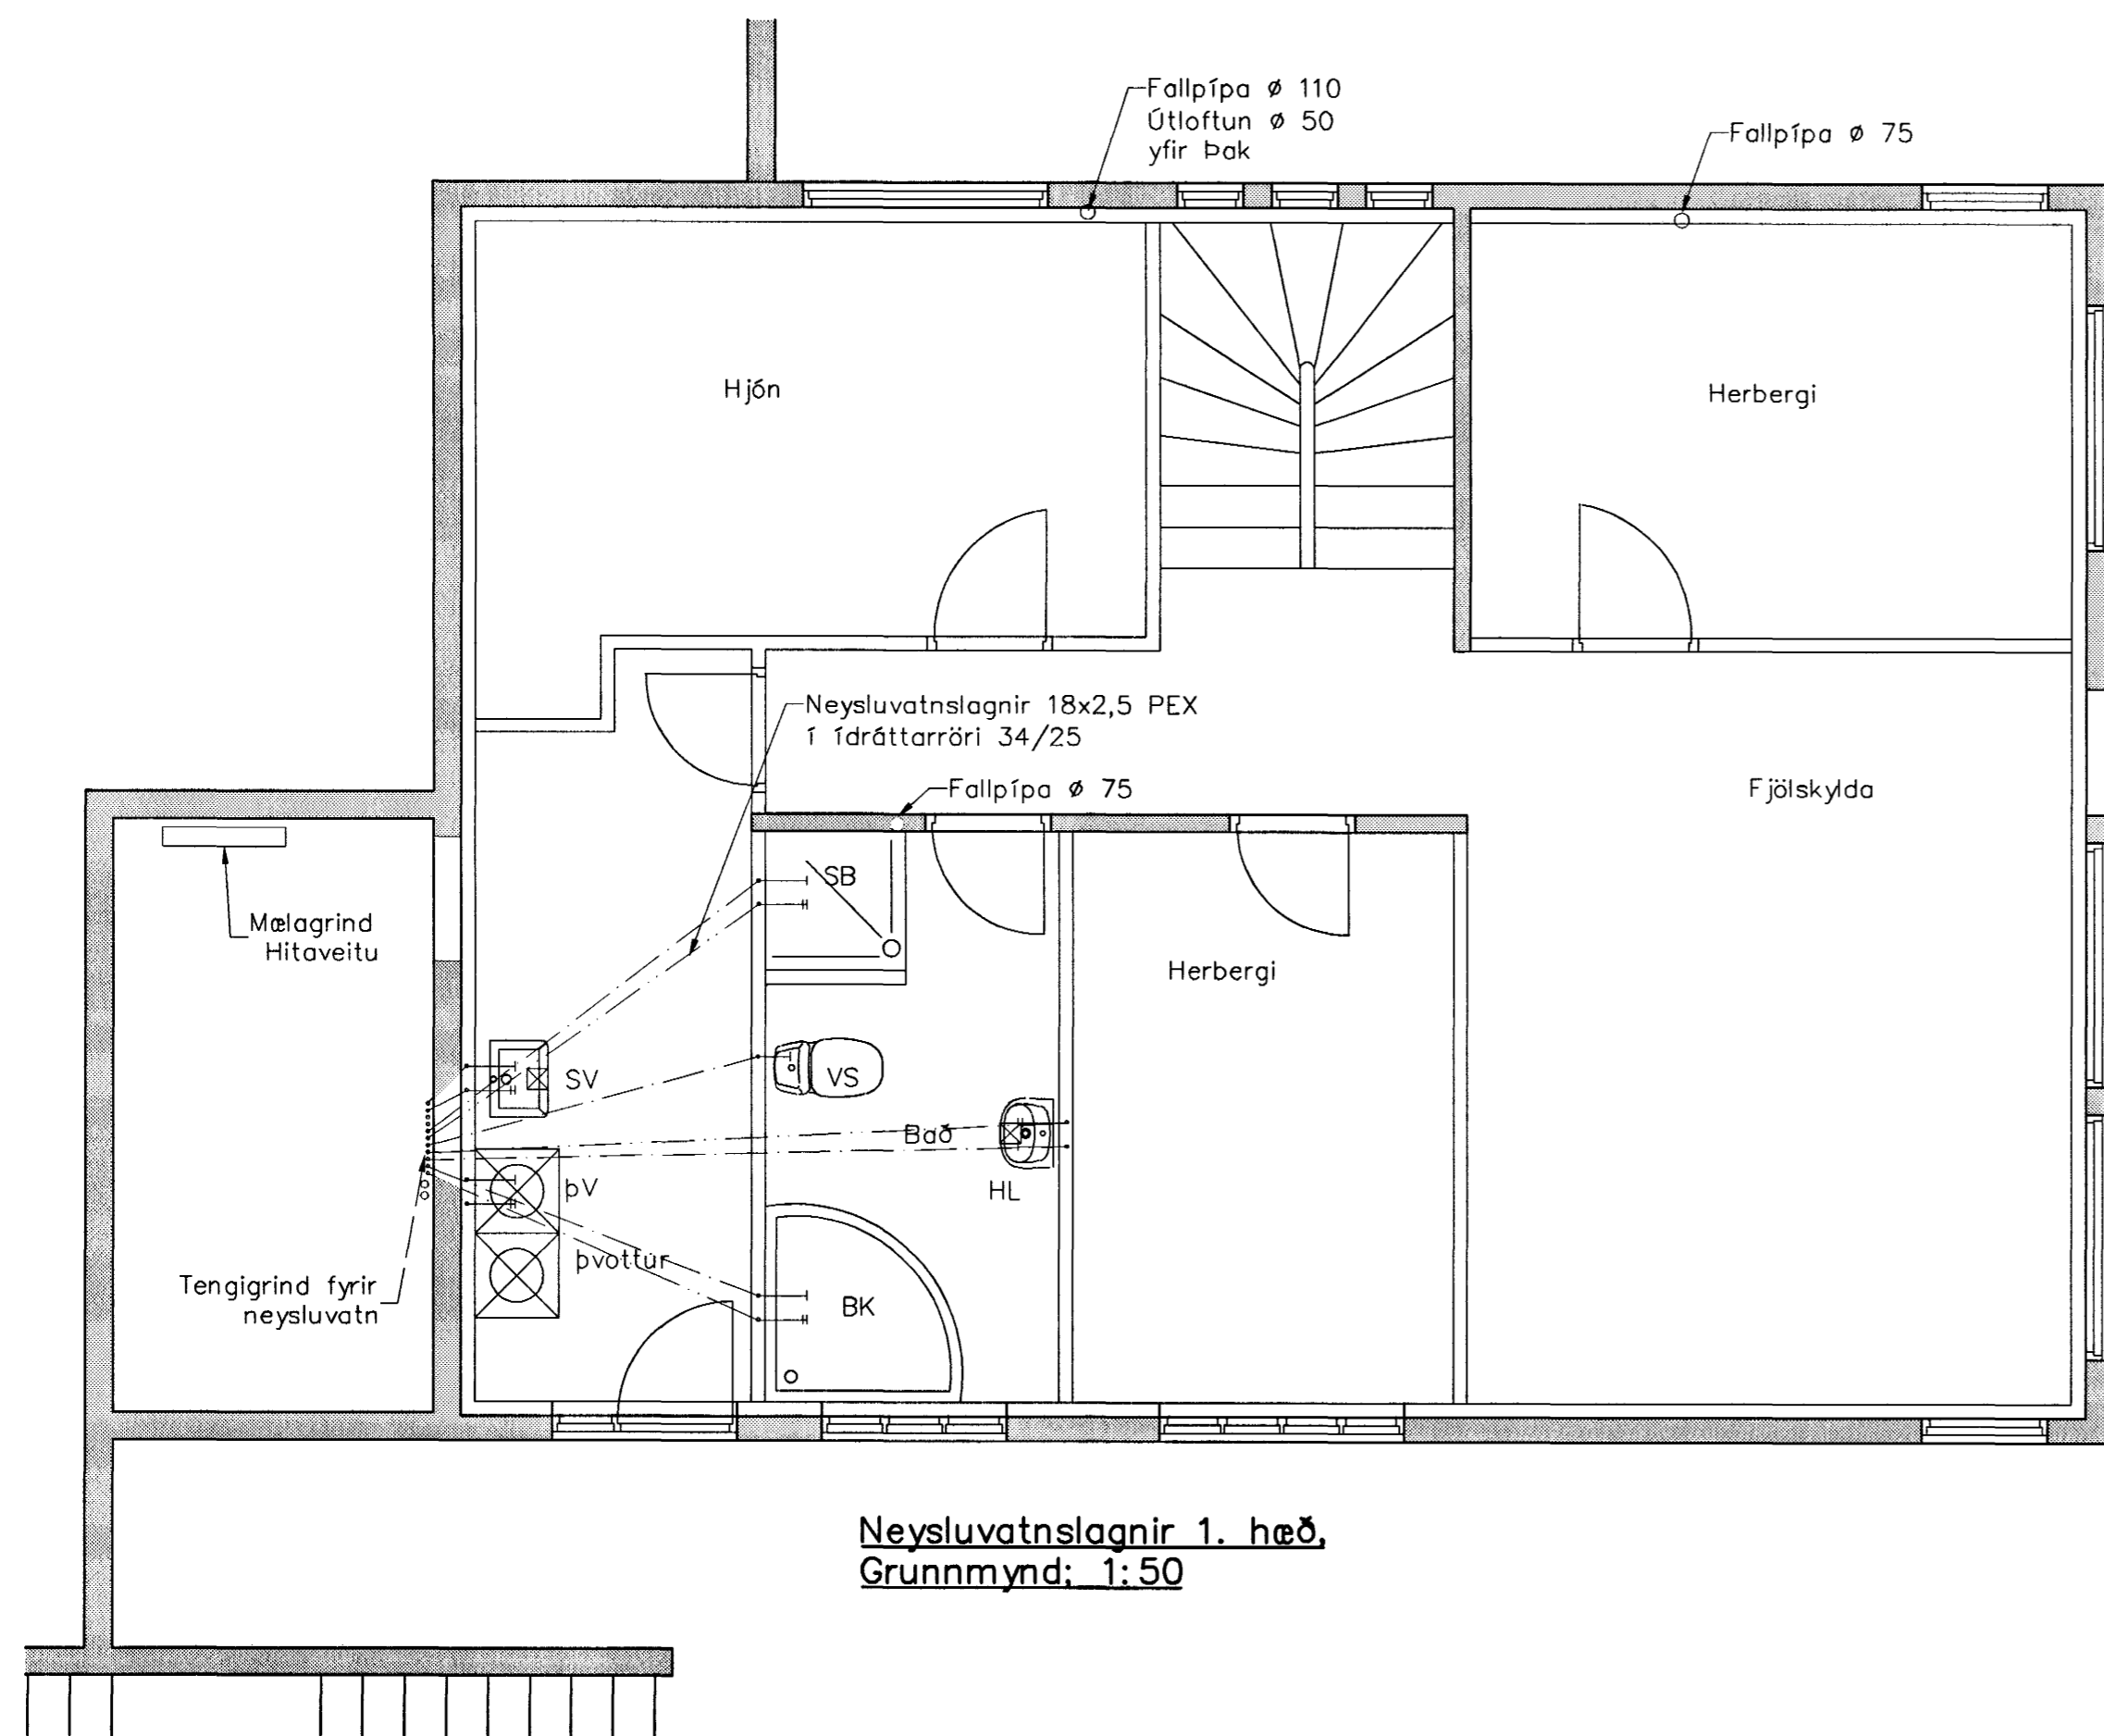 Fallpípa ø 110
Útloftun ø 50
yfir Þak
Fallpípa ø 75
Hjón
Herbergi
Neysluvatnslagnir 18x2,5 PEX
í ídráttarröri 34/25
Fallpípa ø 75
Fjölskylda
SB
Mælagrind
Hitaveitu
Herbergi
SV
VS
Bað
HL
ÞV
Þvottur
Tengigrind fyrir
neysluvatn
BK
Neysluvatnslagnir 1. hæð,
Grunnmynd; 1:50